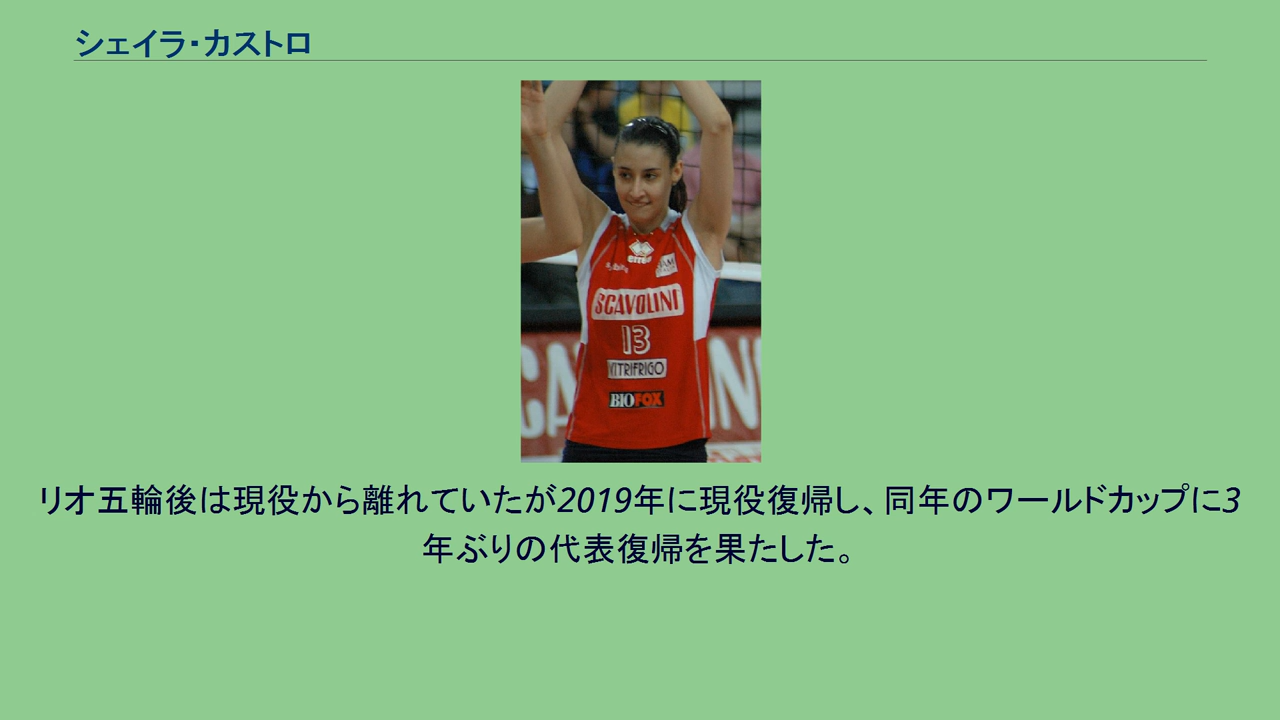 シェイラ・カストロ
erreà
SCAVOLINI
13
VITRIFRIGO
BIOFOX
リオ五輪後は現役から離れていたが2019年に現役復帰し、同年のワールドカップに3
年ぶりの代表復帰を果たした。